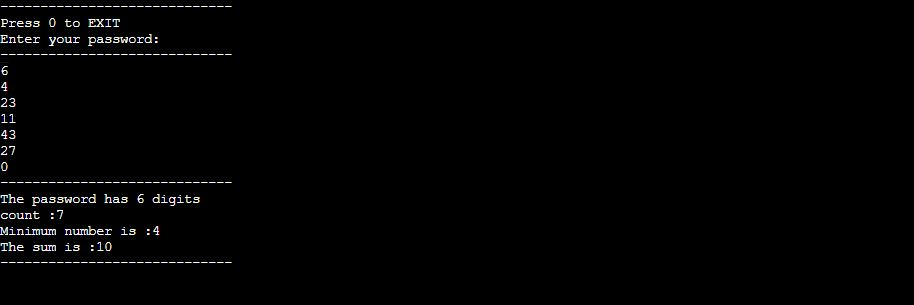 -----------------------------
Press 0 to EXIT
Enter your password:
-----------------------------
6
4
23
11
43
27
0
-----------------------------
The password has 6 digits
count :7
Minimum number is :4
The sum is :10
-----------------------------